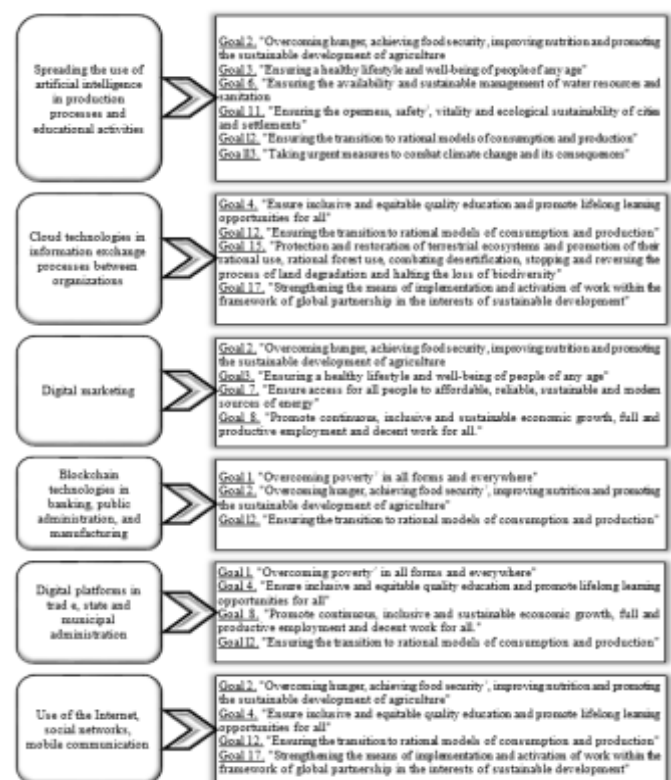 Spreading the use of
artificial intelligence
in production
processes and
educational activities
Goal 2. "Overcoming hunger, achieving food security, improving nutrition and promoting
the sustainable development of agriculture
Goal 3. "Ensuring a healthy lifestyle and well-being of people of any age"
Goal 6. "Ensuring the availability and sustainable management of water resources and
sanitation
Goal 11. "Ensuring the openness, safety', vitality and ecological sustainability of cities
and settlements"
Goal12. "Ensuring the transition to rational models of consumption and production"
Goal13. "Taking urgent measures to combat climate change and its consequences"
Cloud technologies in
information exchange
processes between
organizations
Goal 4. "Ensure inclusive and equitable quality education and promote lifelong learning
opportunities for all"
Goal 12. "Ensuring the transition to rational models of consumption and production"
Goal 15. "Protection and restoration of terrestrial ecosystems and promotion of their
rational use, rational forest use, combating desertification, stopping and reversing the
process of land degradation and halting the loss of biodiversity"
Goal 17. "Strengthening the means of implementation and activation of work within the
framework of global partnership in the interests of sustainable development"
Digital marketing
Goal 2. "Overcoming hunger, achieving food security, improving nutrition and promoting
the sustainable development of agriculture
Goal3. "Ensuring a healthy lifestyle and well-being of people of any age"
Goal 7. "Ensure access for all people to affordable, reliable, sustainable and modern
sources of energy"
Goal 8. "Promote continuous, inclusive and sustainable economic growth, full and
productive employment and decent work for all."
Blockchain
technologies in
banking, public
administration, and
manufacturing
Goal 1. "Overcoming poverty' in all forms and everywhere"
Goal 2. "Overcoming hunger, achieving food security', improving nutrition and promoting
the sustainable development of agriculture"
Goal12. "Ensuring the transition to rational models of consumption and production"
Digital platforms in
trad e, state and
municipal
administration
Goal 1. "Overcoming poverty' in all forms and everywhere"
Goal 4. "Ensure inclusive and equitable quality education and promote lifelong learning
opportunities for all"
Goal 8. "Promote continuous, inclusive and sustainable economic growth, full and
productive employment and decent work for all."
Goal12. "Ensuring the transition to rational models of consumption and production"
Use of the Internet,
social networks,
mobile communication
Goal 2. "Overcoming hunger, achieving food security', improving nutrition and promoting
the sustainable development of agriculture
Goal 4. "Ensure inclusive and equitable quality education and promote lifelong learning
opportunities for all"
Goal 12. "Ensuring the transition to rational models of consumption and production"
Goal 17. "Strengthening the means of implementation and activation of work within the
framework of global partnership in the interests of sustainable development"